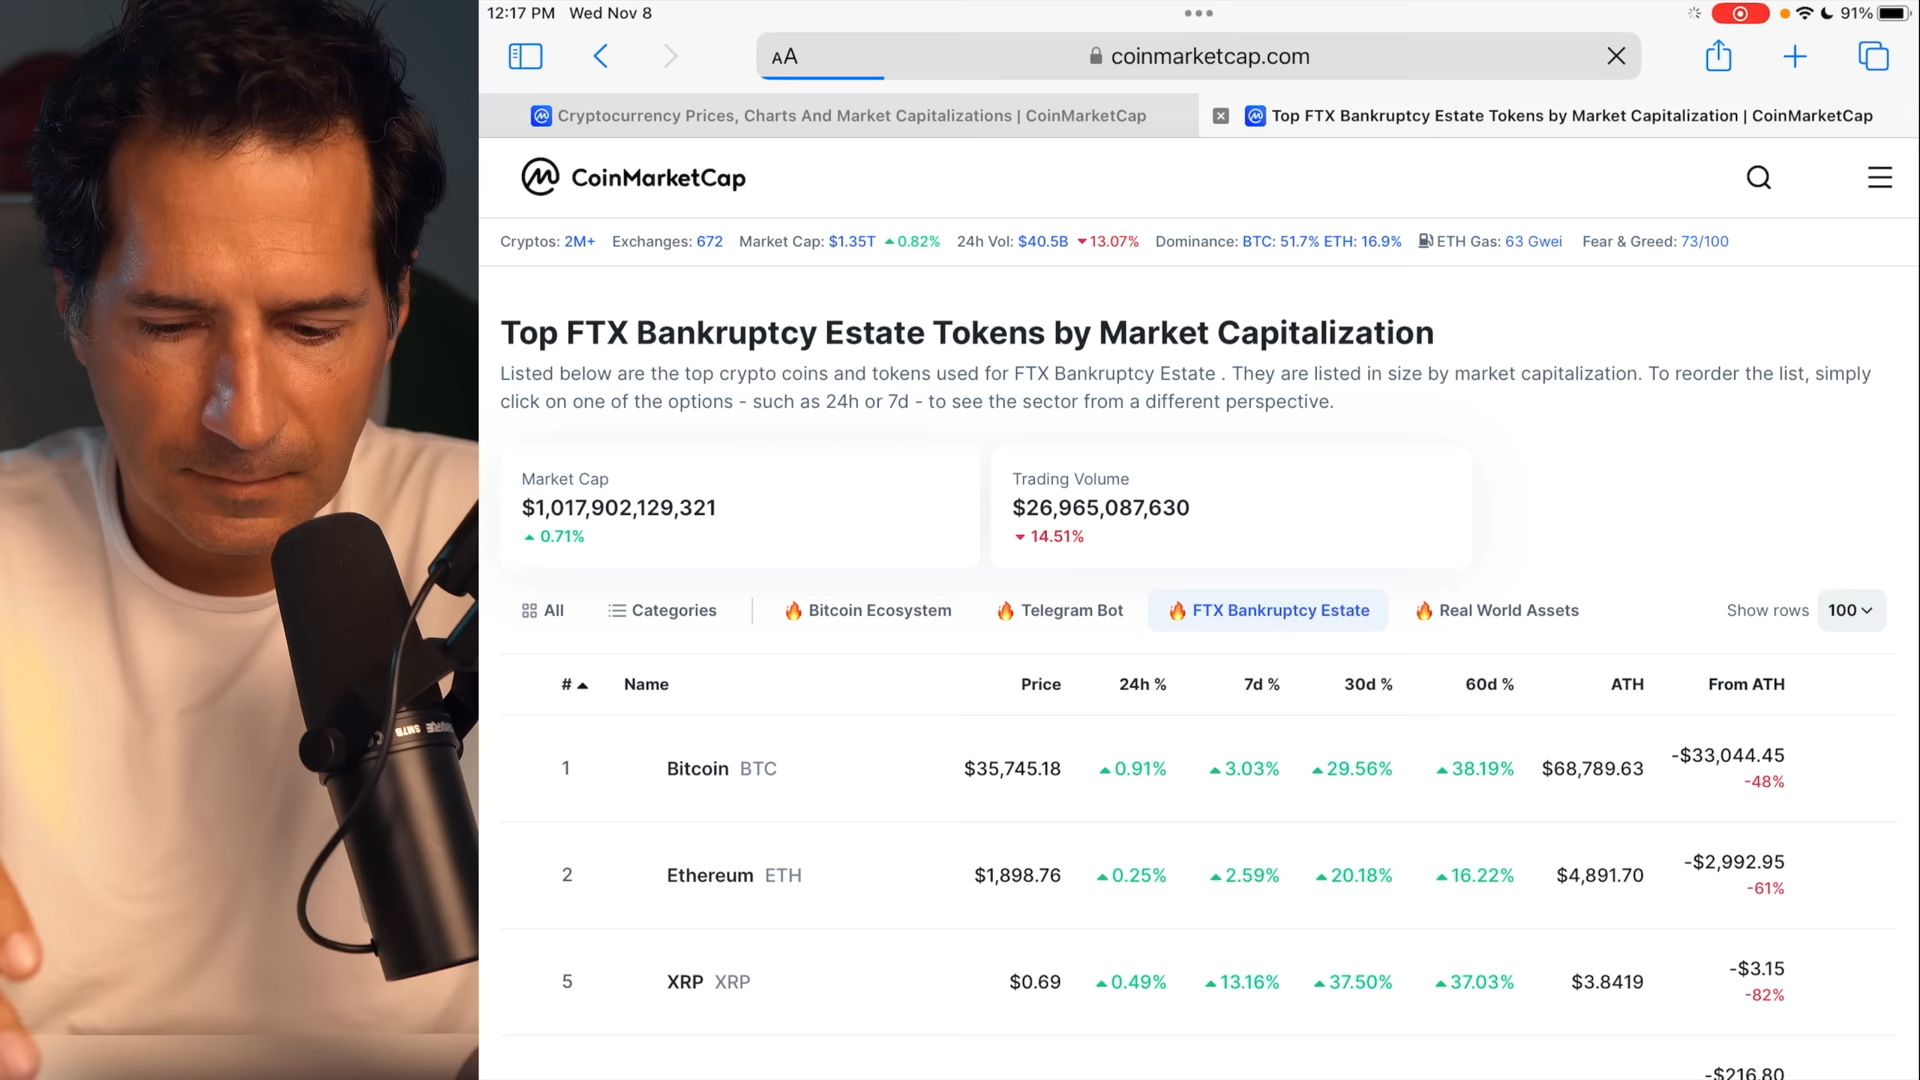 12:17 PM Wed Nov 8
91%
AA
coinmarketcap.com
Cryptocurrency Prices, Charts And Market Capitalizations | CoinMarketCap
Top FTX Bankruptcy Estate Tokens by Market Capitalization | CoinMarketCap
CoinMarketCap
Cryptos: 2M+ Exchanges: 672 Market Cap: $1.35T 0.82% 24h Vol: $40.5B 13.07% Dominance: BTC: 51.7% ETH: 16.9% ETH Gas: 63 Gwei Fear & Greed: 73/100
Top FTX Bankruptcy Estate Tokens by Market Capitalization
Listed below are the top crypto coins and tokens used for FTX Bankruptcy Estate . They are listed in size by market capitalization. To reorder the list, simply
click on one of the options - such as 24h or 7d - to see the sector from a different perspective.
Market Cap
$1,017,902,129,321
0.71%
Trading Volume
$26,965,087,630
14.51%
All Categories Bitcoin Ecosystem Telegram Bot FTX Bankruptcy Estate Real World Assets Show rows 100
# Name Price 24h % 7d % 30d % 60d % ATH From ATH
1 Bitcoin BTC $35,745.18 0.91% 3.03% 29.56% 38.19% $68,789.63 -$33,044.45
-48%
2 Ethereum ETH $1,898.76 0.25% 2.59% 20.18% 16.22% $4,891.70 -$2,992.95
-61%
5 XRP XRP $0.69 0.49% 13.16% 37.50% 37.03% $3.8419 -$3.15
-82%
-$216.80
SHURE SM7B